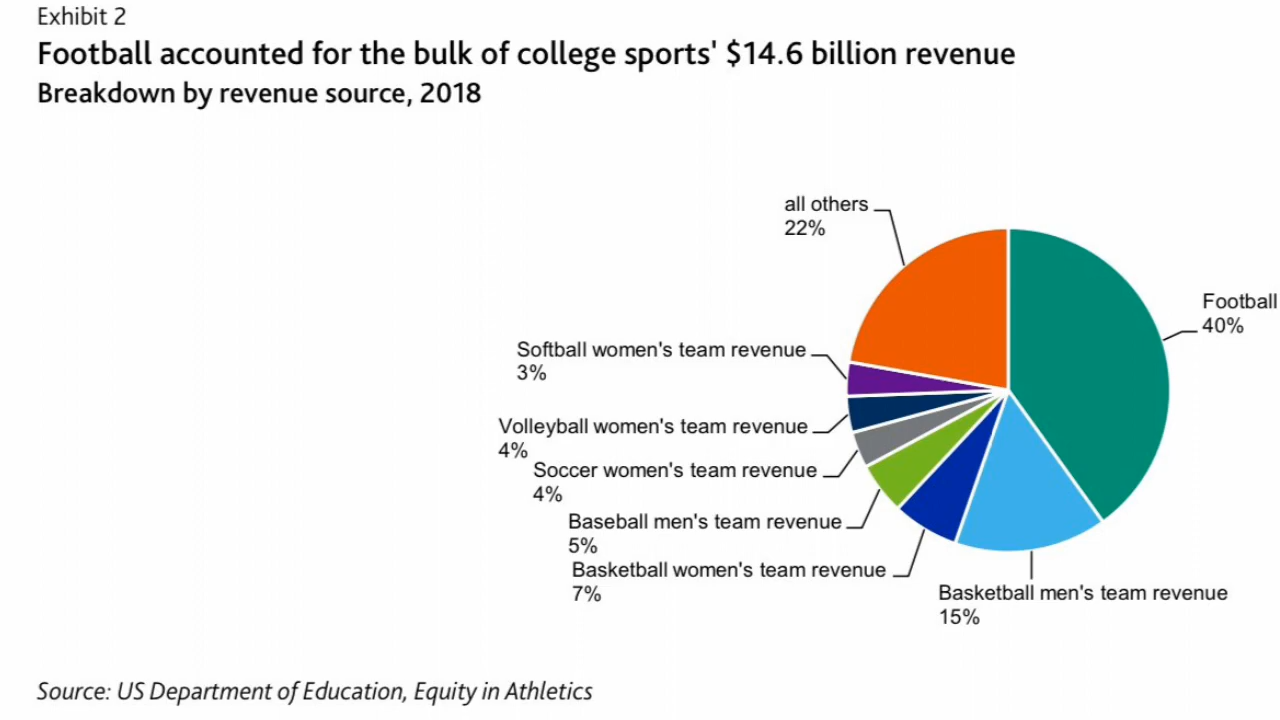 Exhibit 2
Football accounted for the bulk of college sports' $14.6 billion revenue
Breakdown by revenue source, 2018
all others
22%
Football
40%
Softball women's team revenue
3%
Volleyball women's team revenue
4%
Soccer women's team revenue
4%
Baseball men's team revenue
5%
Basketball women's team revenue
7%
Basketball men's team revenue
15%
Source: US Department of Education, Equity in Athletics